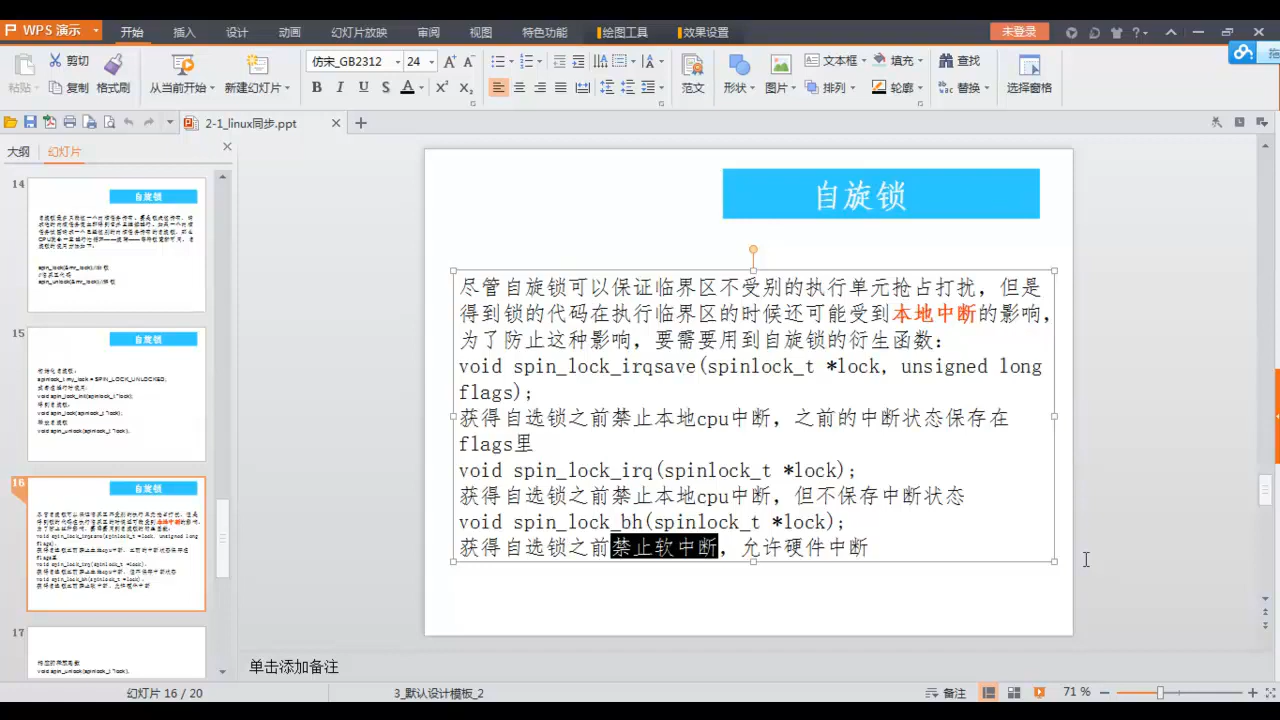 WPS 演示
开始
插入
设计
动画
幻灯片放映
审阅
视图
特色功能
绘图工具
效果设置
未登录
粘贴
剪切
复制
格式刷
从当前开始
新建幻灯片
仿宋_GB2312
24
B I U S A X² X₂
范文
形状
文本框
图片
排列
填充
轮廓
查找
替换
选择窗格
2-1_linux同步.ppt
大纲
幻灯片
14
自旋锁
15
自旋锁
16
自旋锁
17
自旋锁
尽管自旋锁可以保证临界区不受别的执行单元抢占打扰，但是
得到锁的代码在执行临界区的时候还可能受到本地中断的影响，
为了防止这种影响，要需要用到自旋锁的衍生函数：
void spin_lock_irqsave(spinlock_t *lock, unsigned long
flags);
获得自选锁之前禁止本地cpu中断，之前的中断状态保存在
flags里
void spin_lock_irq(spinlock_t *lock);
获得自选锁之前禁止本地cpu中断，但不保存中断状态
void spin_lock_bh(spinlock_t *lock);
获得自选锁之前禁止软中断，允许硬件中断
单击添加备注
幻灯片 16 / 20
3_默认设计模板_2
备注
71 %